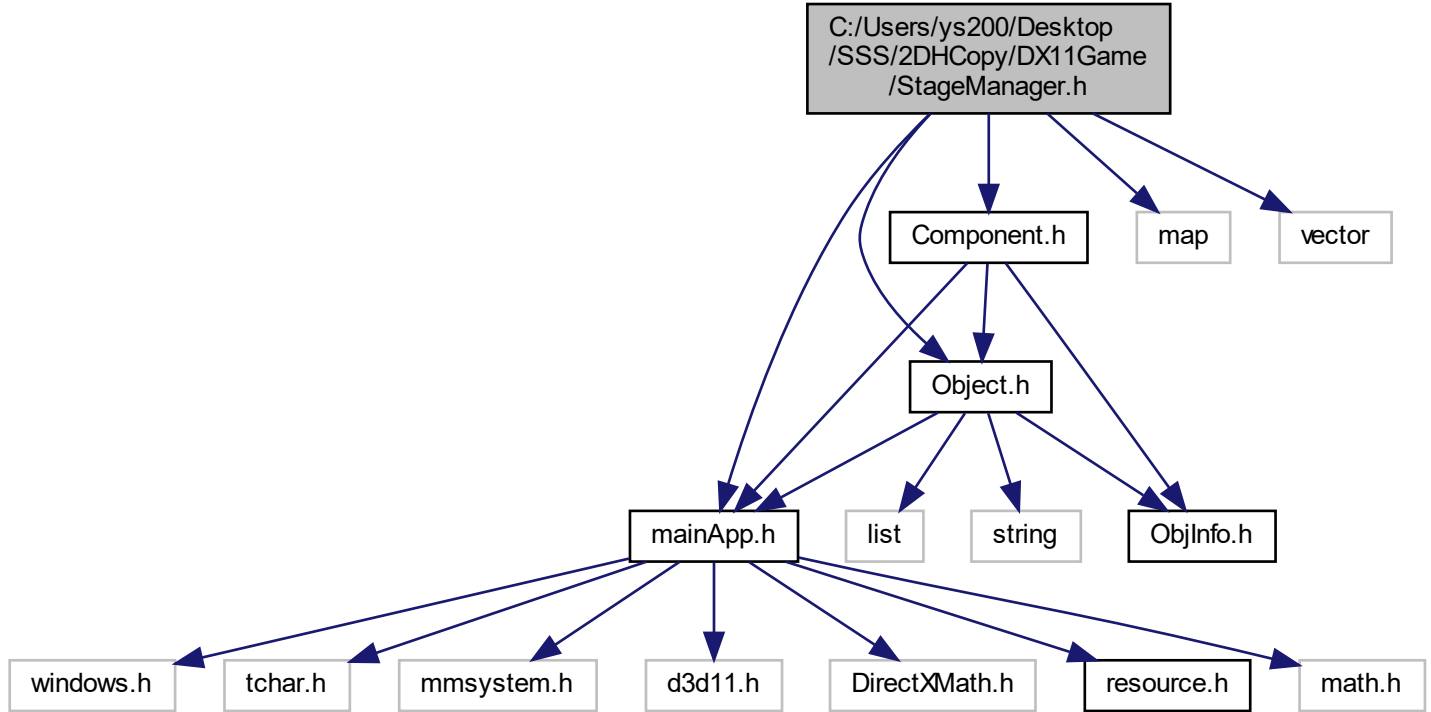 C:/Users/ys200/Desktop
/SSS/2DHCopy/DX11Game
/StageManager.h
Component.h
map
vector
Object.h
mainApp.h
list
string
ObjInfo.h
windows.h
tchar.h
mmsystem.h
d3d11.h
DirectXMath.h
resource.h
math.h